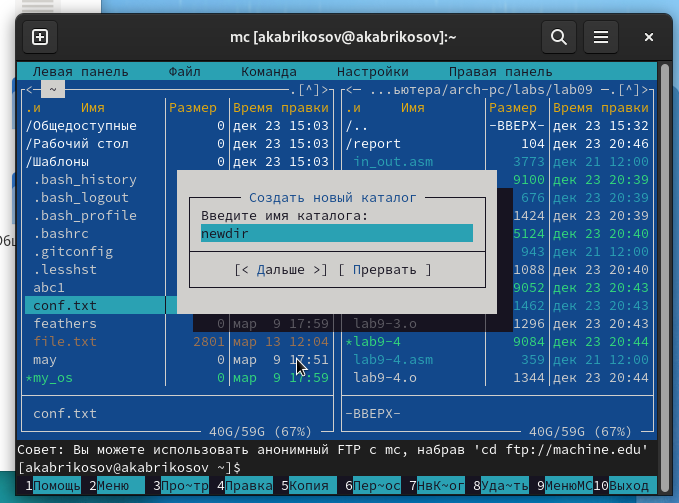 mc [akabrikosov@akabrikosov]:~
Левая панель Файл Команда Настройки Правая панель
<─ ~ ─.[^]> <─ ...ьютера/arch-pc/labs/lab09 ─.[^]>
.и Имя Размер Время правки .и Имя Размер Время правки
/Общедоступные 0 дек 23 15:03 /.. -ВВЕРХ- дек 23 15:32
/Рабочий стол 0 дек 23 15:03 /report 104 дек 23 20:46
/Шаблоны 0 дек 23 15:03 in_out.asm 3773 дек 21 12:00
.bash_history 9100 дек 23 20:39
.bash_logout 676 дек 23 20:39
.bash_profile 1424 дек 23 20:39
.bashrc 5124 дек 23 20:40
.gitconfig 943 дек 21 12:00
.lesshst 1088 дек 23 20:40
abc1 9052 дек 23 20:43
conf.txt 1462 дек 23 20:43
Создать новый каталог
Введите имя каталога:
newdir
[< Дальше >] [ Прервать ]
feathers 0 мар 9 17:59 lab9-3.o 1296 дек 23 20:43
file.txt 2801 мар 13 12:04 *lab9-4 9084 дек 23 20:44
may 0 мар 9 17:51 lab9-4.asm 359 дек 21 12:00
*my_os 0 мар 9 17:59 lab9-4.o 1344 дек 23 20:44
conf.txt -ВВЕРХ-
40G/59G (67%) 40G/59G (67%)
Совет: Вы можете использовать анонимный FTP с mc, набрав 'cd ftp://machine.edu'
[akabrikosov@akabrikosov ~]$
1Помощь 2Меню 3Про~тр 4Правка 5Копия 6Пер~ос 7НвК~ог 8Уда~ть 9МенюMC 10Выход